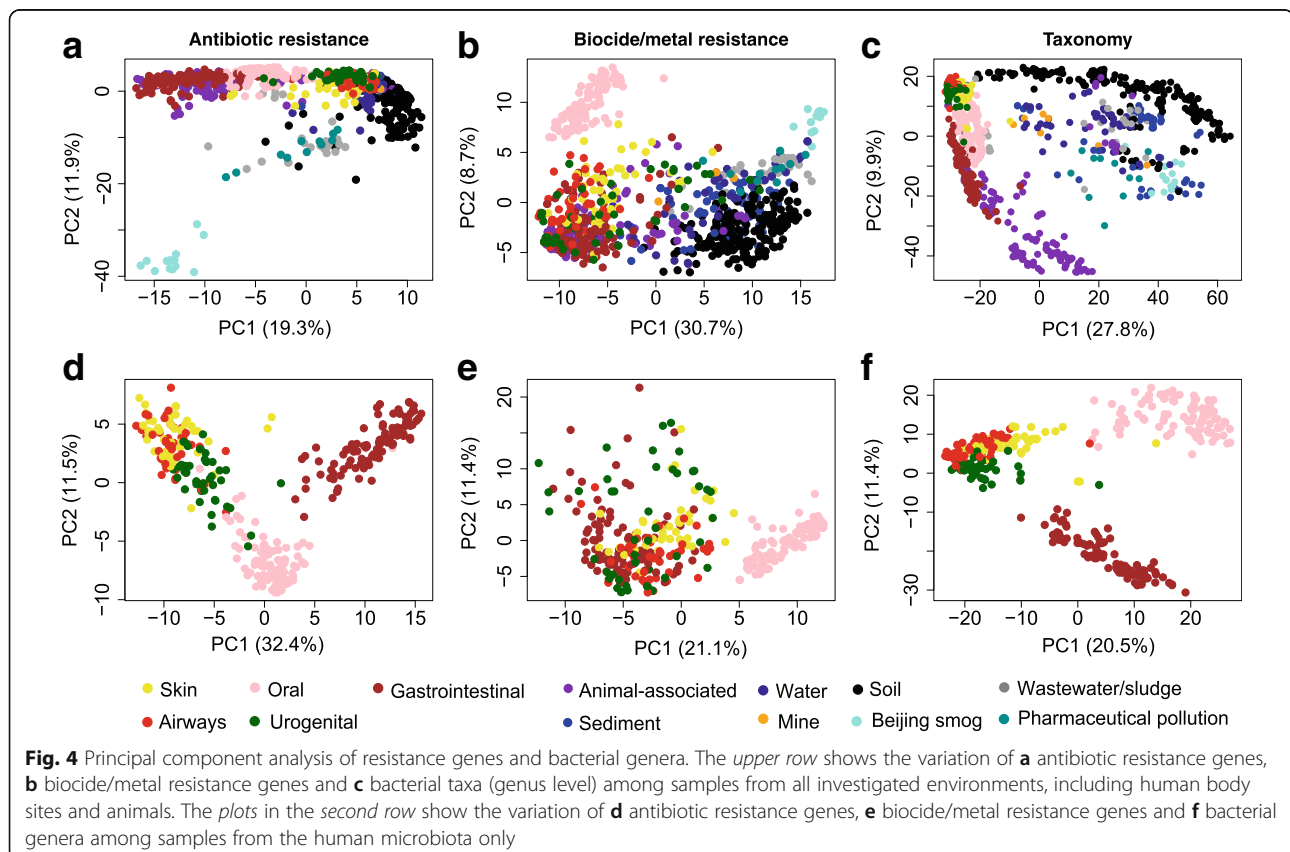 a Antibiotic resistance
b Biocide/metal resistance
c Taxonomy
PC2 (11.9%)
0
−20
−40
−15 −10 −5 0 5 10
PC1 (19.3%)
PC2 (8.7%)
10
5
0
−5
−10 −5 0 5 10 15
PC1 (30.7%)
PC2 (9.9%)
20
0
−20
−40
−20 0 20 40 60
PC1 (27.8%)
d
PC2 (11.5%)
5
0
−5
−10
−10 −5 0 5 10 15
PC1 (32.4%)
e
PC2 (11.4%)
20
15
10
5
0
−5
−10 −5 0 5 10
PC1 (21.1%)
f
PC2 (11.4%)
20
10
0
−10
−30
−20 −10 0 10 20
PC1 (20.5%)
Skin Oral Gastrointestinal Animal-associated Water Soil Wastewater/sludge
Airways Urogenital Sediment Mine Beijing smog Pharmaceutical pollution
Fig. 4 Principal component analysis of resistance genes and bacterial genera. The upper row shows the variation of a antibiotic resistance genes,
b biocide/metal resistance genes and c bacterial taxa (genus level) among samples from all investigated environments, including human body
sites and animals. The plots in the second row show the variation of d antibiotic resistance genes, e biocide/metal resistance genes and f bacterial
genera among samples from the human microbiota only